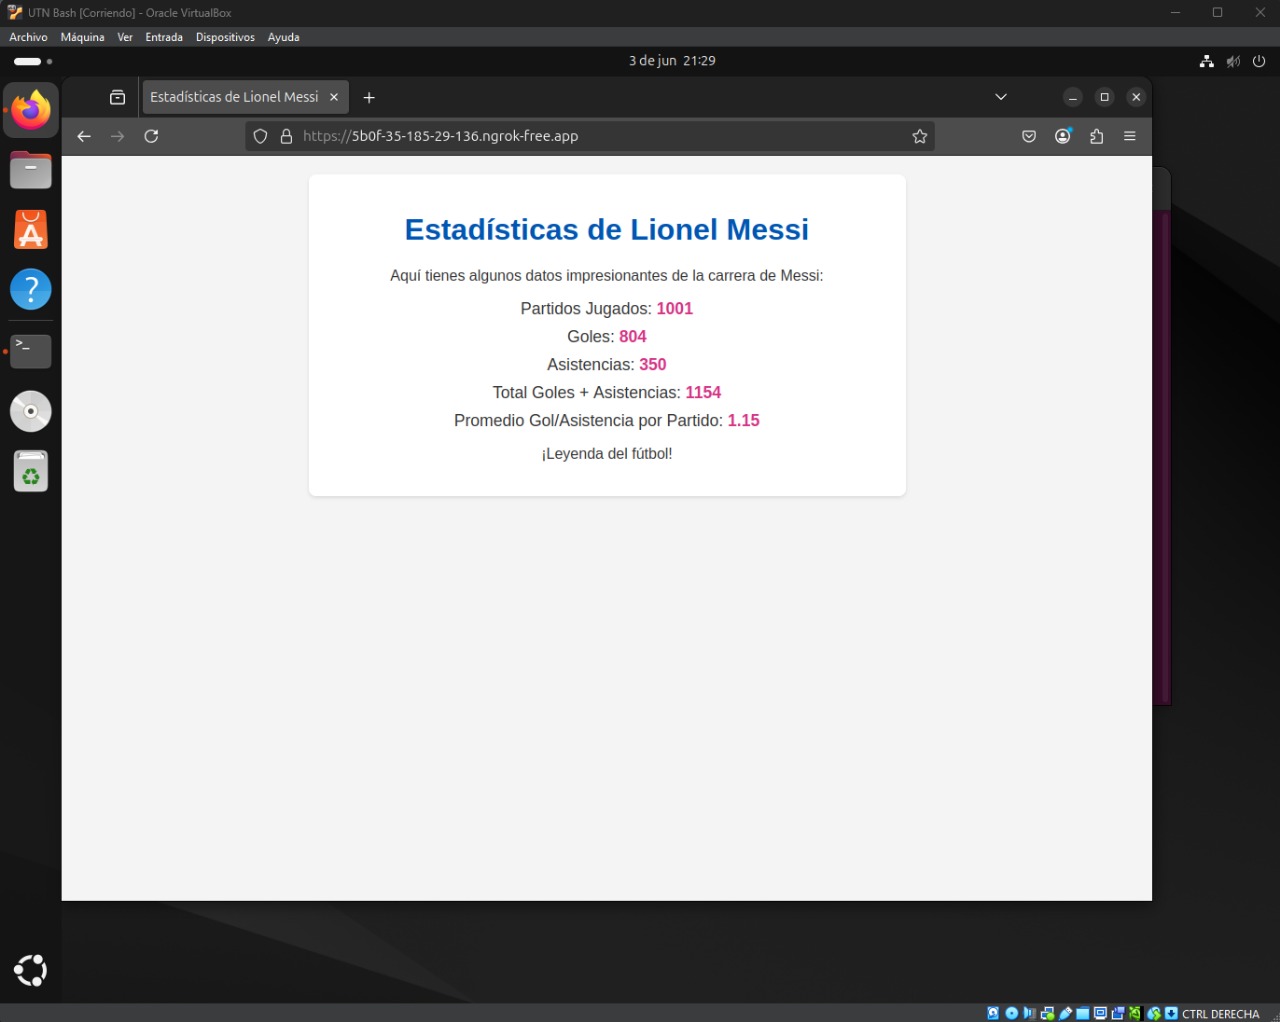 UTN Bash [Corriendo] - Oracle VirtualBox
Archivo Máquina Ver Entrada Dispositivos Ayuda
3 de jun 21:29
Estadísticas de Lionel Messi
https://5b0f-35-185-29-136.ngrok-free.app
Estadísticas de Lionel Messi
Aquí tienes algunos datos impresionantes de la carrera de Messi:
Partidos Jugados: 1001
Goles: 804
Asistencias: 350
Total Goles + Asistencias: 1154
Promedio Gol/Asistencia por Partido: 1.15
¡Leyenda del fútbol!
CTRL DERECHA